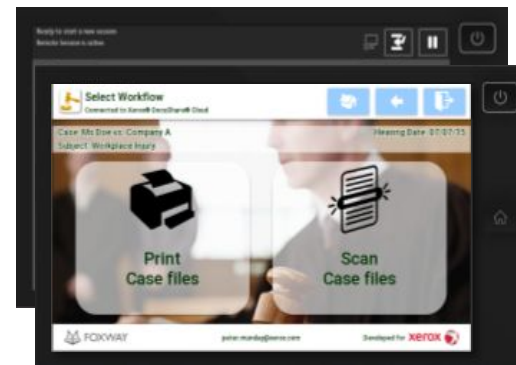 Ready to start a new session
Remote session is active
Select Workflow
Connected to Xerox® DocuShare® Cloud
Case: Ms Doe vs. Company A
Hearing Date: 07/07/15
Subject: Workplace Injury
Print
Case files
Scan
Case files
FOXWAY
Developed for xerox